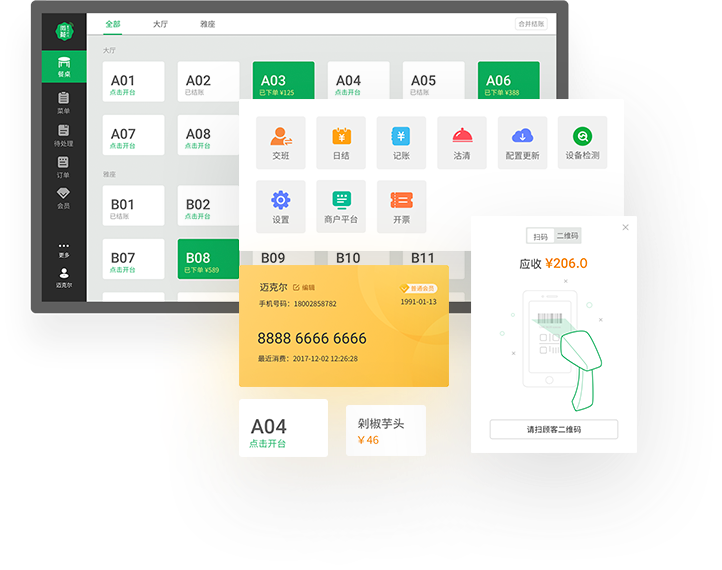 全部 大厅 雅座 合并结账
大厅
餐桌
菜单
待处理
订单
会员
更多
迈克尔
A01 A02 A03 A04 A05 A06
点击开台 已结账 已下单 ¥125 点击开台 已结账 已下单 ¥388
A07 A08
点击开台 点击开台
雅座
B01 B02
已结账 点击开台
B07 B08 B09 B10 B11
点击开台 已下单 ¥589
交班 日结 记账 沽清 配置更新 设备检测
设置 商户平台 开票
迈克尔 编辑 普通会员
手机号码：18002858782 1991-01-13
8888 6666 6666
最近消费：2017-12-02 12:26:28
A04
点击开台
剁椒芋头
¥ 46
扫码 二维码
应收 ¥206.0
请扫顾客二维码